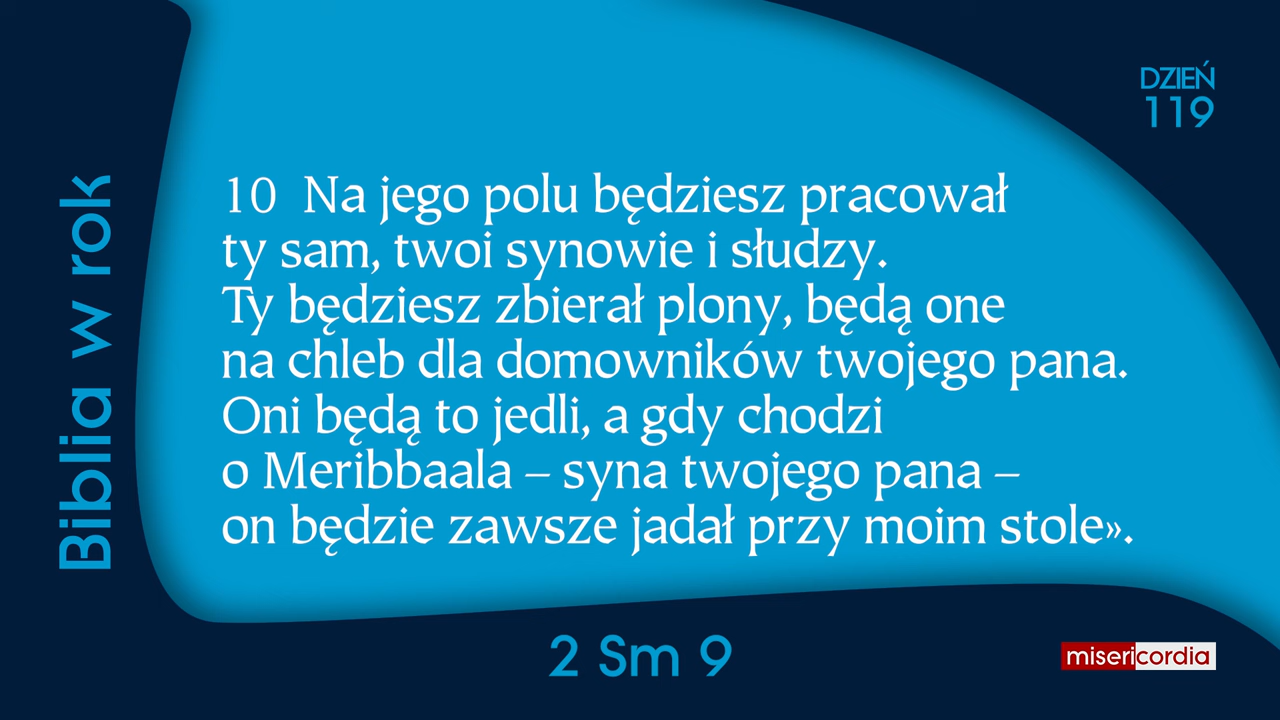 DZIEŃ
119
Biblia w rok
10 Na jego polu będziesz pracował
ty sam, twoi synowie i słudzy.
Ty będziesz zbierał plony, będą one
na chleb dla domowników twojego pana.
Oni będą to jedli, a gdy chodzi
o Meribbaala – syna twojego pana –
on będzie zawsze jadał przy moim stole».
2 Sm 9
misericordia